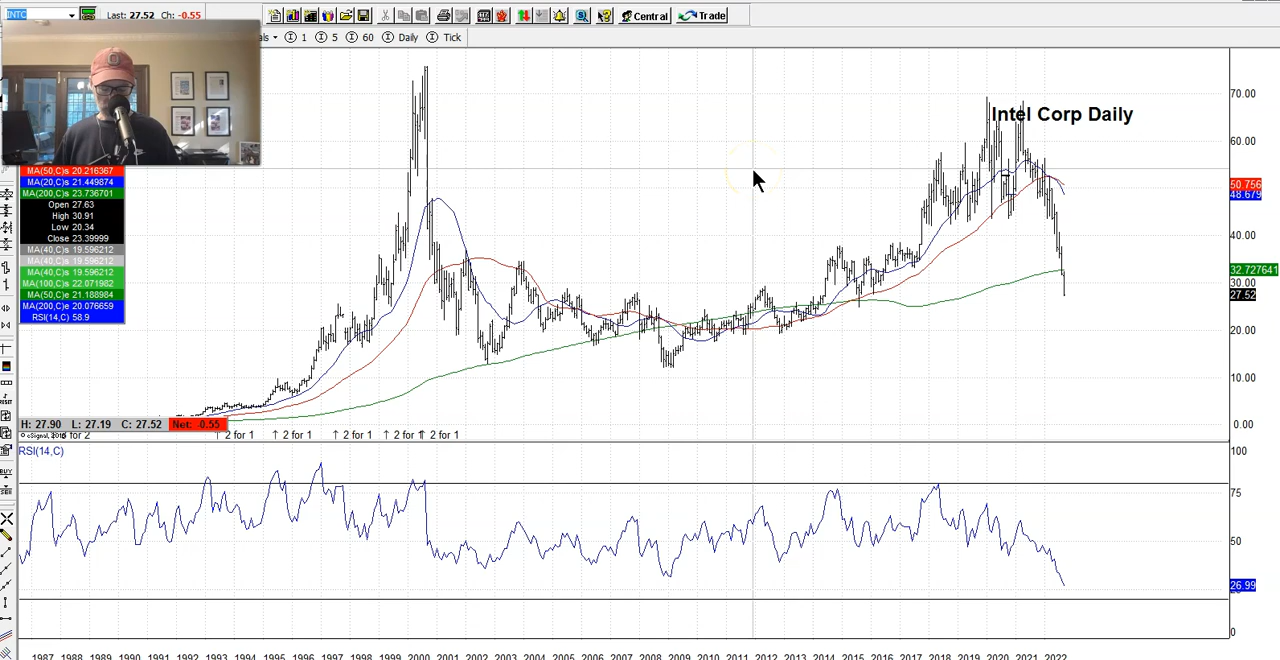 INTC
Last: 27.52 Ch: -0.55
Central
Trade
als 1 5 60 Daily Tick
Intel Corp Daily
MA(50,C)s 20.216367
MA(20,C)s 21.449874
MA(200,C)s 23.736701
Open 27.63
High 30.91
Low 20.34
Close 23.39999
MA(40,C)s 19.596212
MA(40,C)s 19.596212
MA(40,C)s 19.596212
MA(100,C)s 22.071982
MA(50,C)e 21.188984
MA(200,C)e 20.076659
RSI(14,C) 58.9
70.00
60.00
50.756
48.679
40.00
32.727641
30.00
27.52
20.00
10.00
0.00
H: 27.90 L: 27.19 C: 27.52 Net: -0.55
for 2 2 for 1 2 for 1 2 for 1 2 for 1 2 for 1
RSI(14,C)
100
75
50
26.99
0
1987 1988 1989 1990 1991 1992 1993 1994 1995 1996 1997 1998 1999 2000 2001 2002 2003 2004 2005 2006 2007 2008 2009 2010 2011 2012 2013 2014 2015 2016 2017 2018 2019 2020 2021 2022